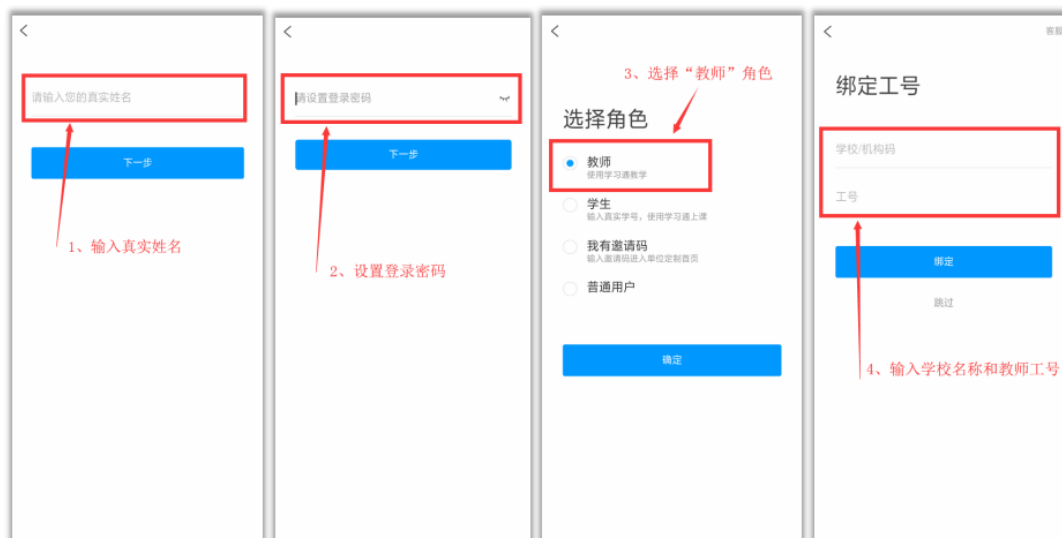 请输入您的真实姓名
下一步
1、输入真实姓名
请设置登录密码
下一步
2、设置登录密码
3、选择“教师”角色
选择角色
教师
使用学习通教学
学生
输入真实学号，使用学习通上课
我有邀请码
输入邀请码进入单位定制首页
普通用户
确定
客服
绑定工号
学校/机构码
工号
绑定
跳过
4、输入学校名称和教师工号